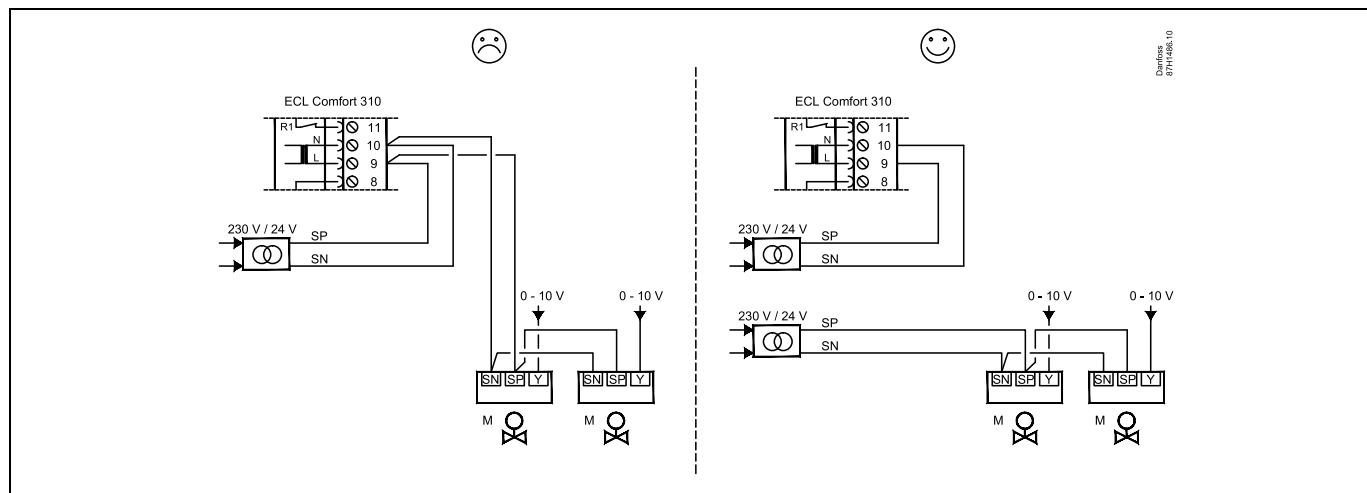 Danfoss
87H1486.10
ECL Comfort 310
R1
11
N
10
L
9
8
230 V / 24 V
SP
SN
0 - 10 V
0 - 10 V
SN SP Y
SN SP Y
M
M
ECL Comfort 310
R1
11
N
10
L
9
8
230 V / 24 V
SP
SN
230 V / 24 V
SP
SN
0 - 10 V
0 - 10 V
SN SP Y
SN SP Y
M
M